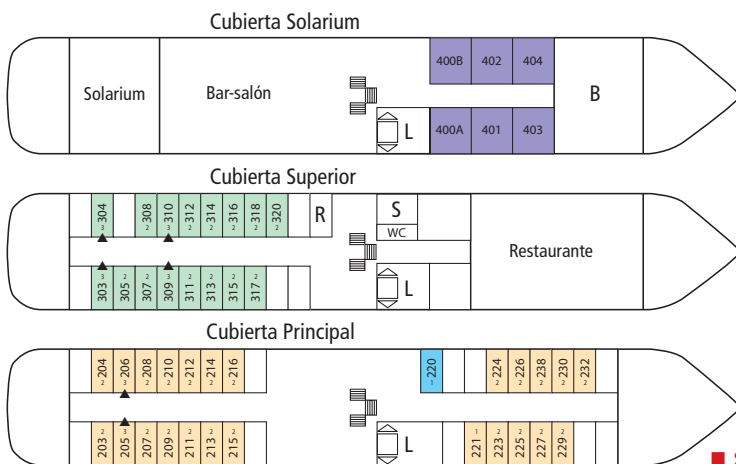 Cubierta Solarium
400B 402 404
Solarium Bar-salón B
L 400A 401 403
Cubierta Superior
304 308 310 312 314 316 318 320 R S
3 2 3 2 2 2 2 2
WC
Restaurante
3 2 2 3 2 2 2 2
303 305 307 309 311 313 315 317 L
Cubierta Principal
204 206 208 210 212 214 216 220 224 226 238 230 232
2 3 2 2 2 2 2 1 2 2 2 2 2
2 3 2 2 2 2 2 1 2 2 2 2
203 205 207 209 211 213 215 L 221 223 225 227 229